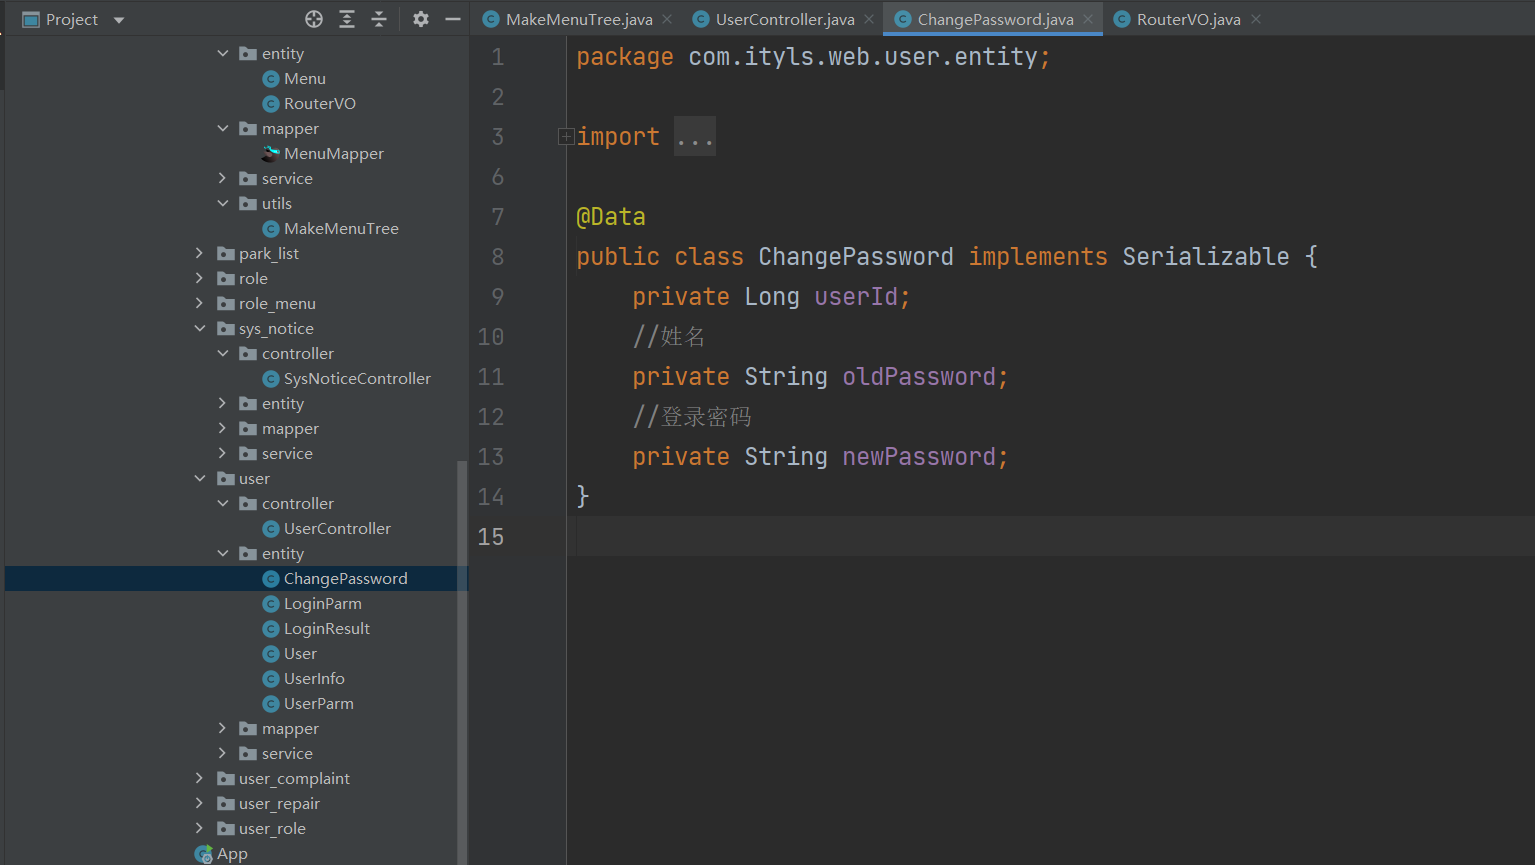 Project
MakeMenuTree.java
UserController.java
ChangePassword.java
RouterVO.java
entity
Menu
RouterVO
mapper
MenuMapper
service
utils
MakeMenuTree
park_list
role
role_menu
sys_notice
controller
SysNoticeController
entity
mapper
service
user
controller
UserController
entity
ChangePassword
LoginParm
LoginResult
User
UserInfo
UserParm
mapper
service
user_complaint
user_repair
user_role
App
1 package com.ityls.web.user.entity;
2
3 import ...
6
7 @Data
8 public class ChangePassword implements Serializable {
9 private Long userId;
10 //姓名
11 private String oldPassword;
12 //登录密码
13 private String newPassword;
14 }
15